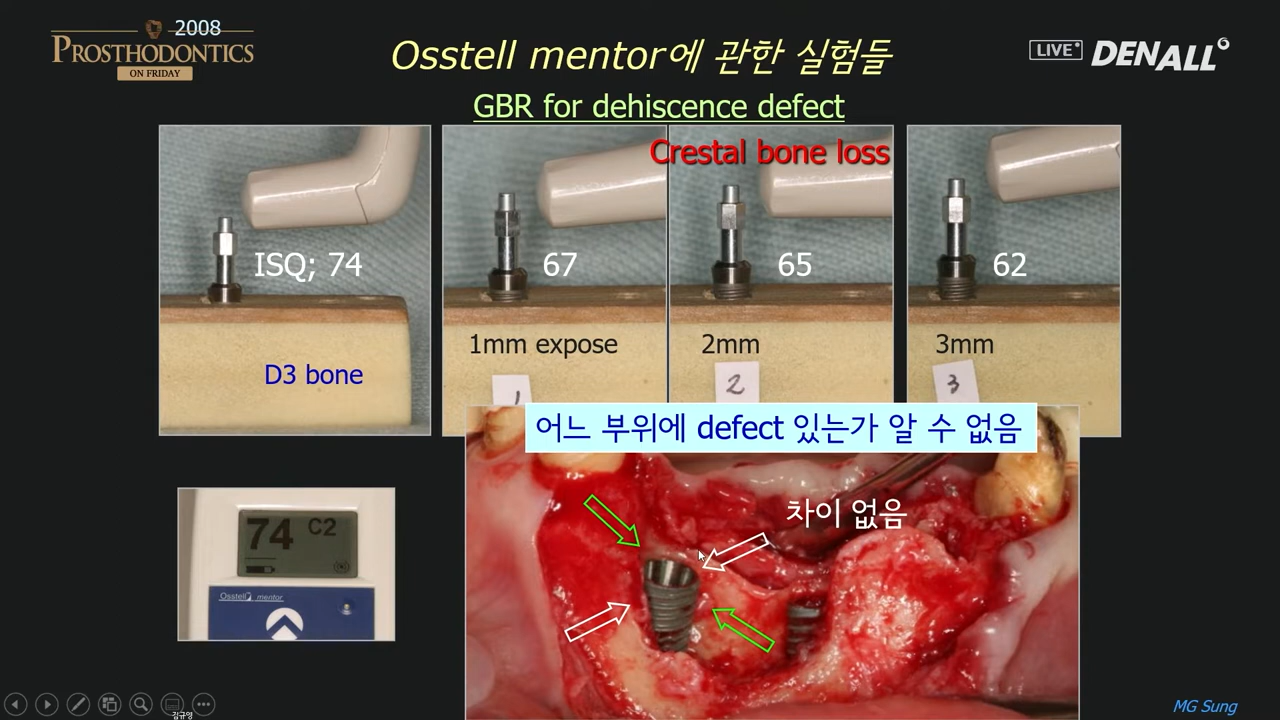 2008
PROSTHODONTICS
ON FRIDAY
Osstell mentor에 관한 실험들
LIVE
DENALL
GBR for dehiscence defect
Crestal bone loss
ISQ; 74
67
65
62
1mm expose
2mm
3mm
D3 bone
1
2
3
어느 부위에 defect 있는가 알 수 없음
차이 없음
74 C2
Osstell mentor
MG Sung
김규영